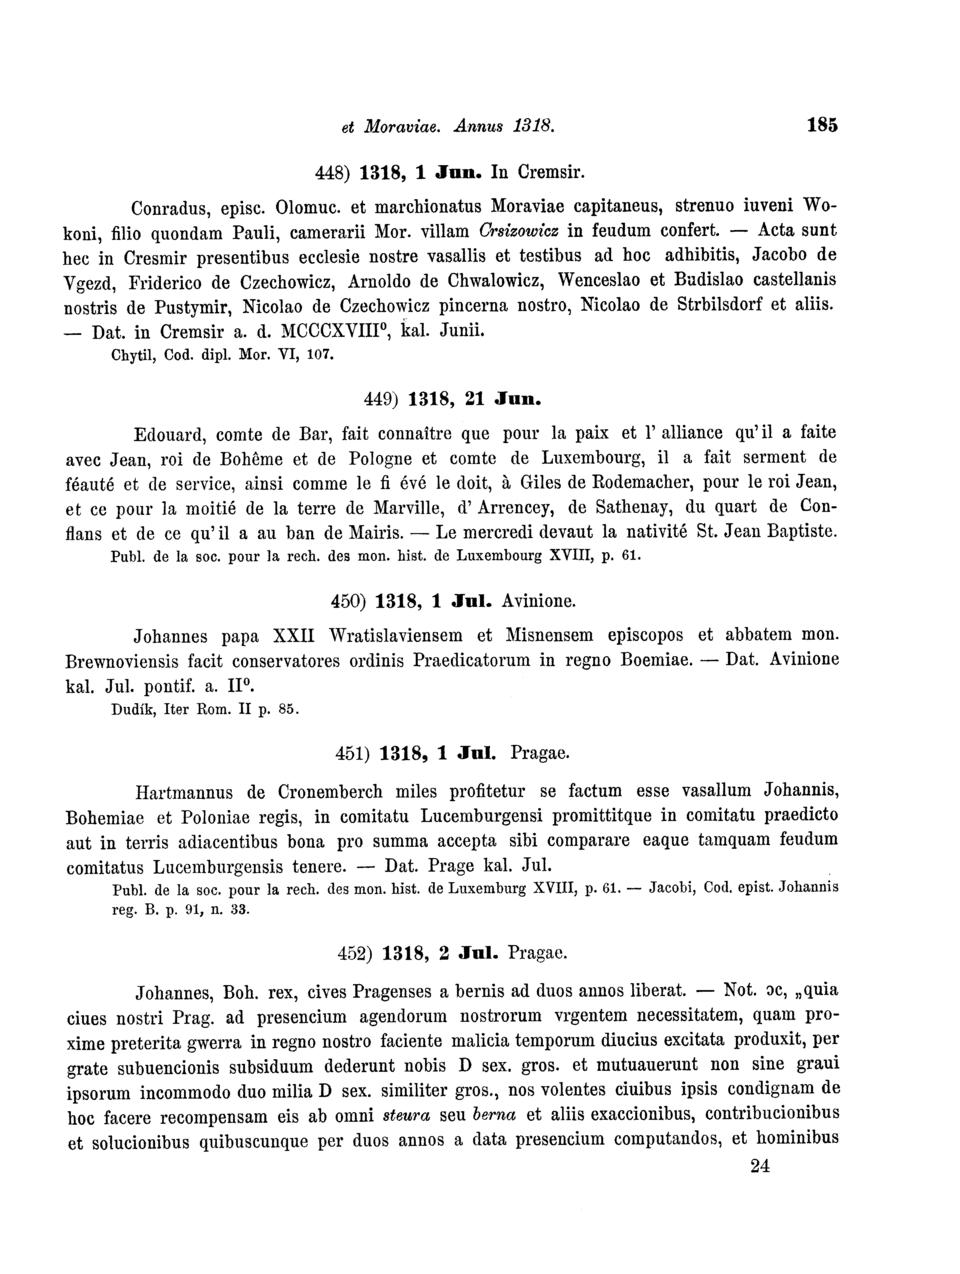 et Moraviae. Annus 1318. 185
448) 1318, 1 Jun. In Cremsir.
Conradus, episc. Olomuc. et marchionatus Moraviae capitaneus, strenuo iuveni Wo-
koni, filio quondam Pauli, camerarii Mor. villam Orsizowicz in feudum confert. — Acta sunt
hec in Cresmir presentibus ecclesie nostre vasallis et testibus ad hoc adhibitis, Jacobo de
Vgezd, Friderico de Czechowicz, Arnoldo de Chwalowicz, Wenceslao et Budislao castellanis
nostris de Pustymir, Nicolao de Czechowicz pincerna nostro, Nicolao de Strbilsdorf et aliis.
— Dat. in Cremsir a. d. MCCCXVIII⁰, kal. Junii.
Chytil, Cod. dipl. Mor. VI, 107.
449) 1318, 21 Jun.
Edouard, comte de Bar, fait connaître que pour la paix et l' alliance qu' il a faite
avec Jean, roi de Bohême et de Pologne et comte de Luxembourg, il a fait serment de
féauté et de service, ainsi comme le fi évé le doit, à Giles de Rodemacher, pour le roi Jean,
et ce pour la moitié de la terre de Marville, d' Arrencey, de Sathenay, du quart de Con-
flans et de ce qu' il a au ban de Mairis. — Le mercredi devaut la nativité St. Jean Baptiste.
Publ. de la soc. pour la rech. des mon. hist. de Luxembourg XVIII, p. 61.
450) 1318, 1 Jul. Avinione.
Johannes papa XXII Wratislaviensem et Misnensem episcopos et abbatem mon.
Brewnoviensis facit conservatores ordinis Praedicatorum in regno Boemiae. — Dat. Avinione
kal. Jul. pontif. a. II⁰.
Dudík, Iter Rom. II p. 85.
451) 1318, 1 Jul. Pragae.
Hartmannus de Cronemberch miles profitetur se factum esse vasallum Johannis,
Bohemiae et Poloniae regis, in comitatu Lucemburgensi promittitque in comitatu praedicto
aut in terris adiacentibus bona pro summa accepta sibi comparare eaque tamquam feudum
comitatus Lucemburgensis tenere. — Dat. Prage kal. Jul.
Publ. de la soc. pour la rech. des mon. hist. de Luxemburg XVIII, p. 61. — Jacobi, Cod. epist. Johannis
reg. B. p. 91, n. 33.
452) 1318, 2 Jul. Pragae.
Johannes, Boh. rex, cives Pragenses a bernis ad duos annos liberat. — Not. ɔc, „quia
ciues nostri Prag. ad presencium agendorum nostrorum vrgentem necessitatem, quam pro-
xime preterita gwerra in regno nostro faciente malicia temporum diucius excitata produxit, per
grate subuencionis subsiduum dederunt nobis D sex. gros. et mutuauerunt non sine graui
ipsorum incommodo duo milia D sex. similiter gros., nos volentes ciuibus ipsis condignam de
hoc facere recompensam eis ab omni steura seu berna et aliis exaccionibus, contribucionibus
et solucionibus quibuscunque per duos annos a data presencium computandos, et hominibus
24